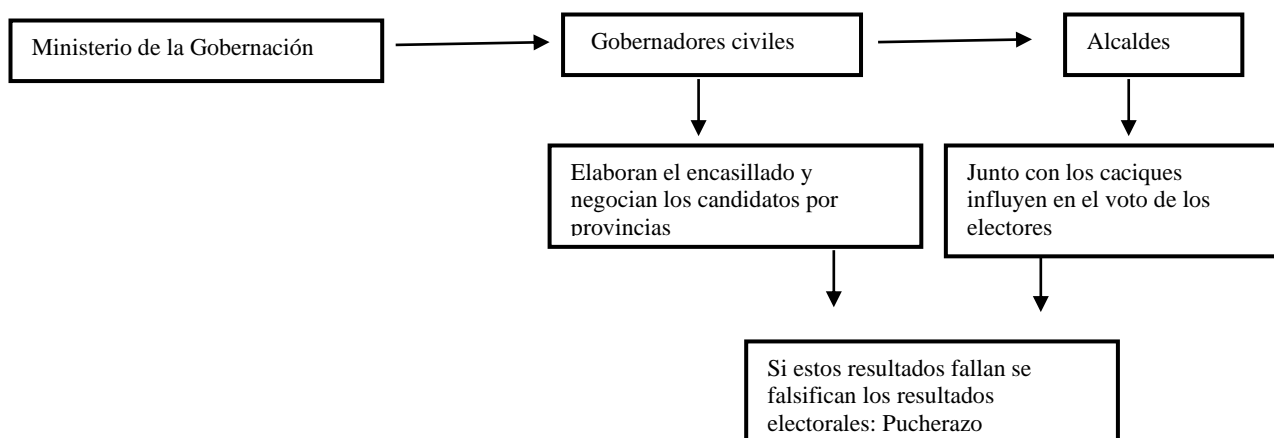 Ministerio de la Gobernación
Gobernadores civiles
Alcaldes
Elaboran el encasillado y
negocian los candidatos por
provincias
Junto con los caciques
influyen en el voto de los
electores
Si estos resultados fallan se
falsifican los resultados
electorales: Pucherazo